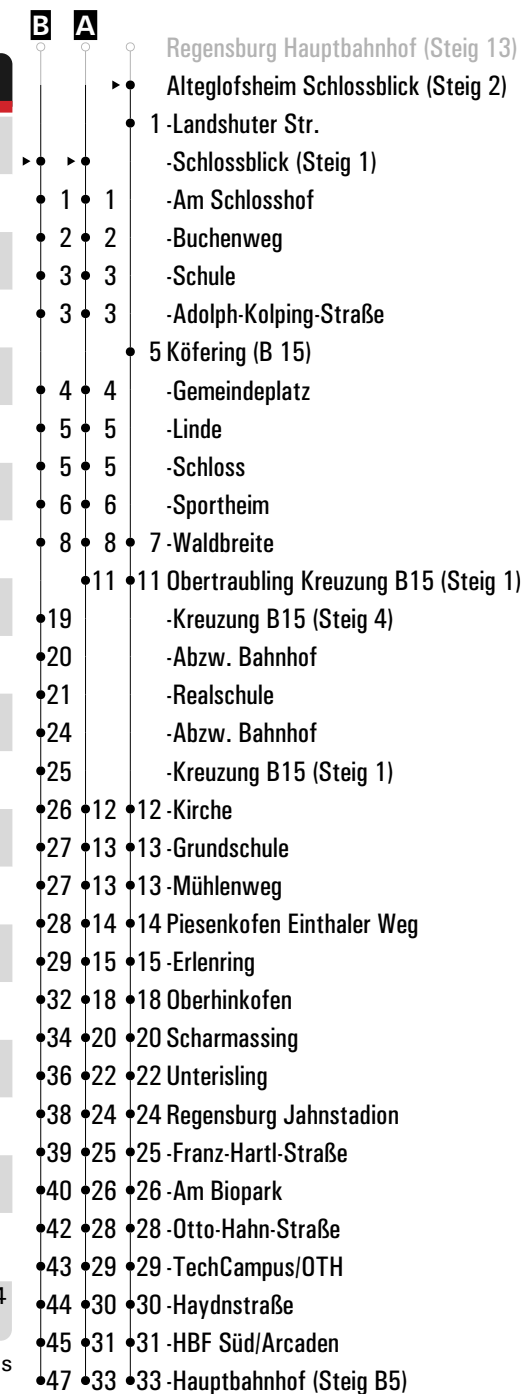 B A
Regensburg Hauptbahnhof (Steig 13)
Alteglofsheim Schlossblick (Steig 2)
1 -Landshuter Str.
-Schlossblick (Steig 1)
1 1 -Am Schlosshof
2 2 -Buchenweg
3 3 -Schule
3 3 -Adolph-Kolping-Straße
5 Köfering (B 15)
4 4 -Gemeindeplatz
5 5 -Linde
5 5 -Schloss
6 6 -Sportheim
8 8 7 -Waldbreite
11 11 Obertraubling Kreuzung B15 (Steig 1)
19 -Kreuzung B15 (Steig 4)
20 -Abzw. Bahnhof
21 -Realschule
24 -Abzw. Bahnhof
25 -Kreuzung B15 (Steig 1)
26 12 12 -Kirche
27 13 13 -Grundschule
27 13 13 -Mühlenweg
28 14 14 Piesenkofen Einthaler Weg
29 15 15 -Erlenring
32 18 18 Oberhinkofen
34 20 20 Scharmassing
36 22 22 Unterisling
38 24 24 Regensburg Jahnstadion
39 25 25 -Franz-Hartl-Straße
40 26 26 -Am Biopark
42 28 28 -Otto-Hahn-Straße
43 29 29 -TechCampus/OTH
4
44 30 30 -Haydnstraße
45 31 31 -HBF Süd/Arcaden
s
47 33 33 -Hauptbahnhof (Steig B5)